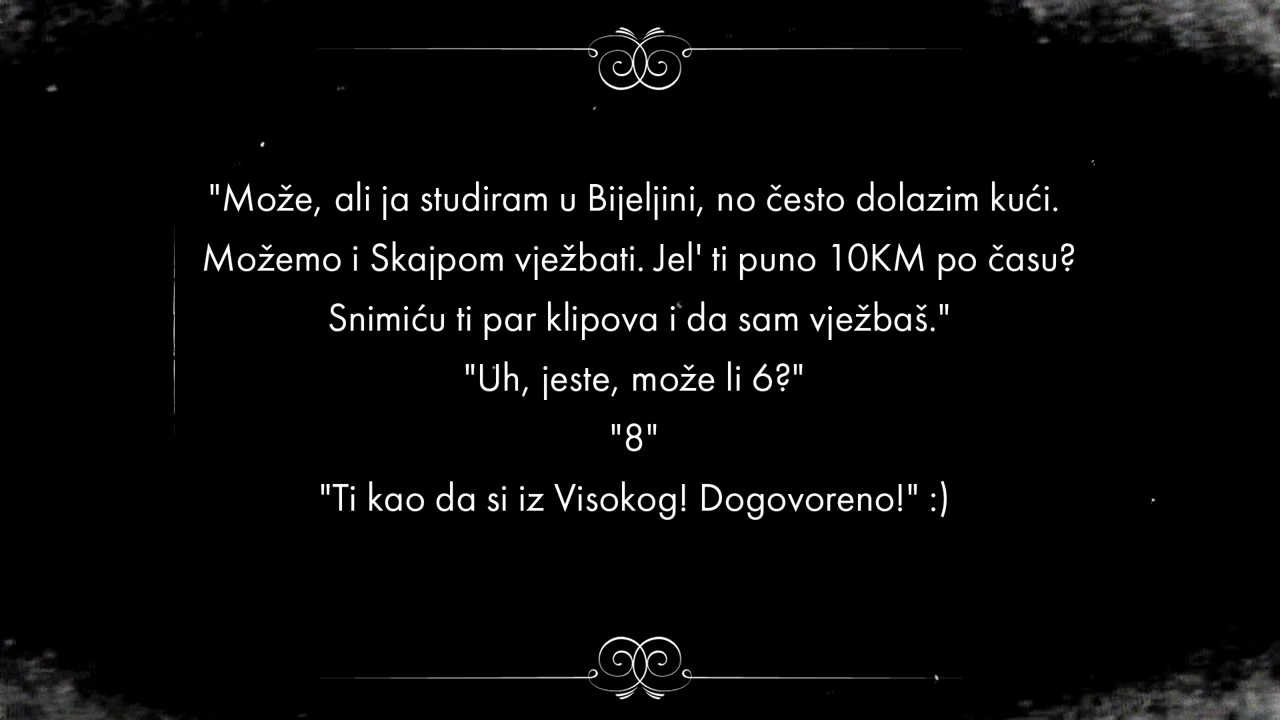 "Može, ali ja studiram u Bijeljini, no često dolazim kući.
Možemo i Skajpom vježbati. Jel' ti puno 10KM po času?
Snimiću ti par klipova i da sam vježbaš."
"Uh, jeste, može li 6?"
"8"
"Ti kao da si iz Visokog! Dogovoreno!" :)